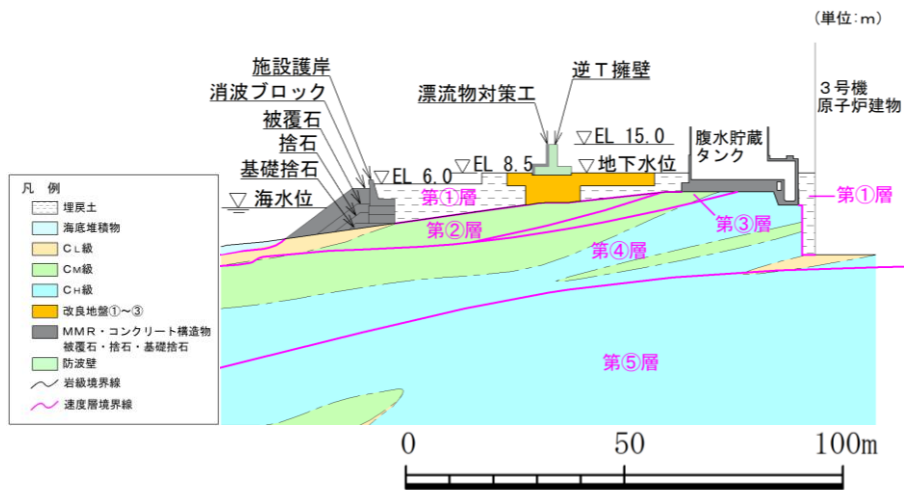 (単位:m)
施設護岸
消波ブロック
被覆石
捨石
基礎捨石
▽海水位
▽EL 6.0
▽EL 8.5
漂流物対策工
逆T擁壁
▽EL 15.0
▽地下水位
腹水貯蔵
タンク
3号機
原子炉建物
第①層
第①層
第②層
第③層
第④層
第⑤層
凡 例
埋戻土
海底堆積物
CL級
CM級
CH級
改良地盤①～③
MMR・コンクリート構造物
被覆石・捨石・基礎捨石
防波壁
岩級境界線
速度層境界線
0 50 100m